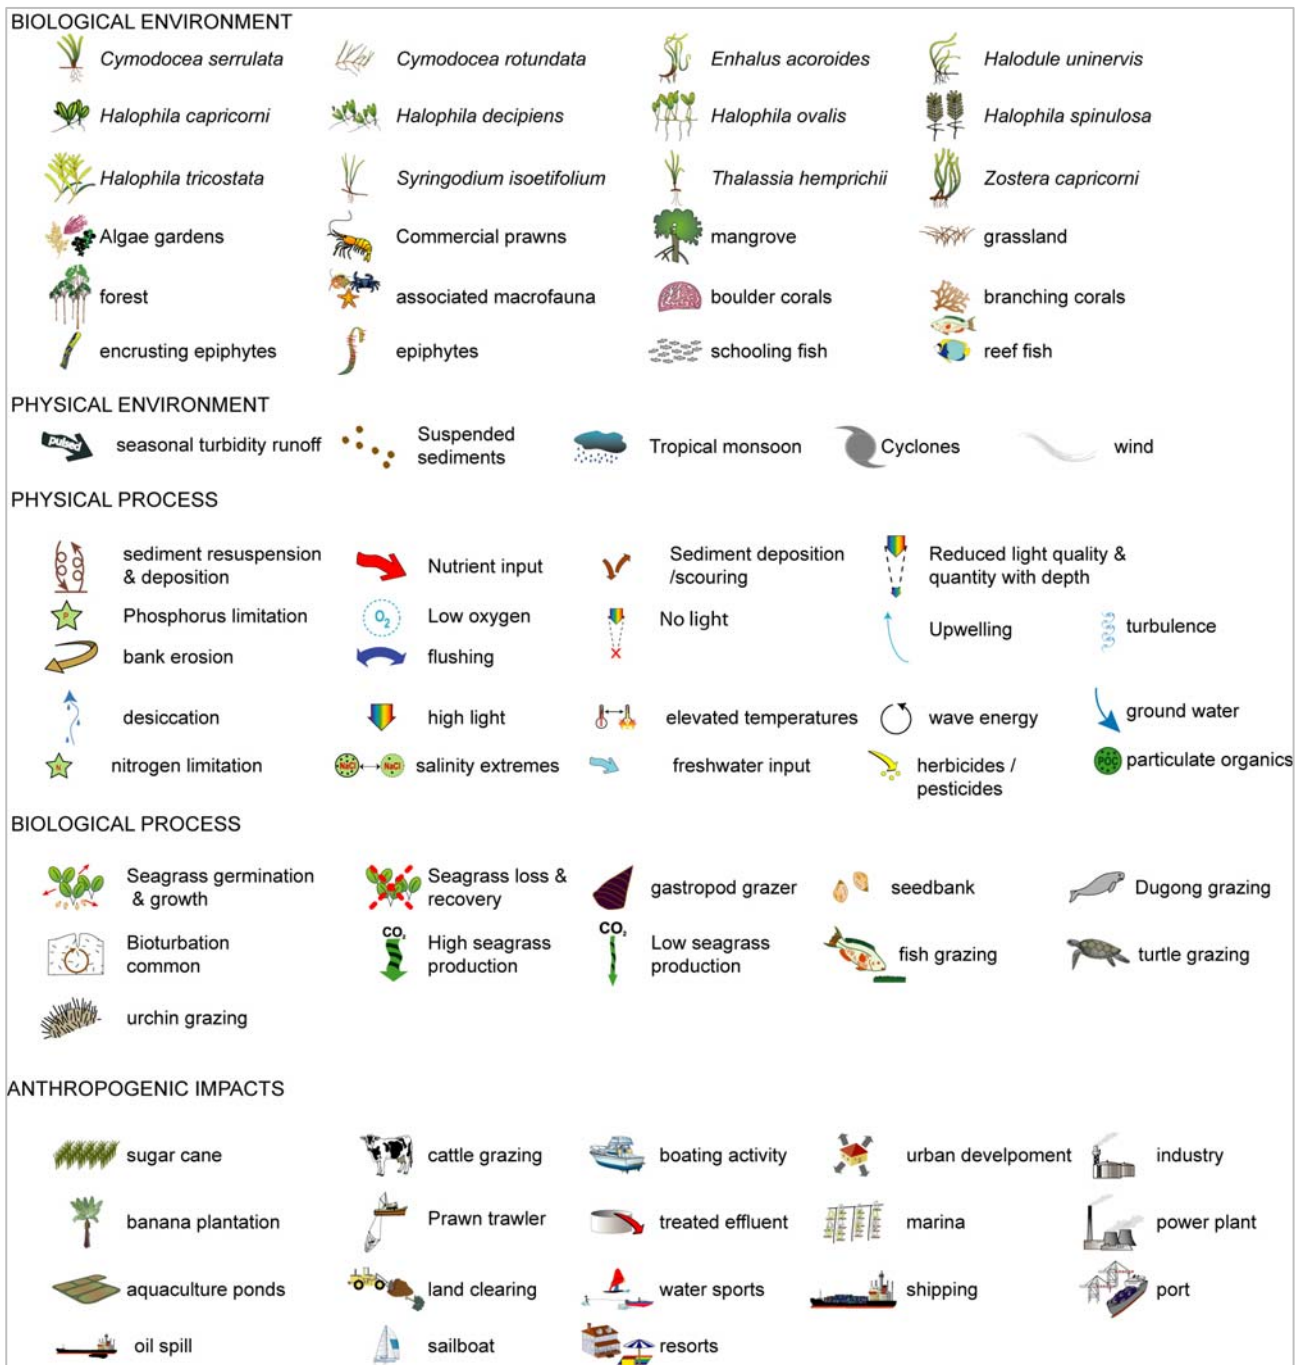 BIOLOGICAL ENVIRONMENT
Cymodocea serrulata
Cymodocea rotundata
Enhalus acoroides
Halodule uninervis
Halophila capricorni
Halophila decipiens
Halophila ovalis
Halophila spinulosa
Halophila tricostata
Syringodium isoetifolium
Thalassia hemprichii
Zostera capricorni
Algae gardens
Commercial prawns
mangrove
grassland
forest
associated macrofauna
boulder corals
branching corals
encrusting epiphytes
epiphytes
schooling fish
reef fish
PHYSICAL ENVIRONMENT
pulsed
seasonal turbidity runoff
Suspended
sediments
Tropical monsoon
Cyclones
wind
PHYSICAL PROCESS
sediment resuspension
& deposition
Nutrient input
Sediment deposition
/scouring
Reduced light quality &
quantity with depth
P
Phosphorus limitation
O2
Low oxygen
No light
Upwelling
turbulence
bank erosion
flushing
desiccation
high light
elevated temperatures
wave energy
ground water
N
nitrogen limitation
NaCl
NaCl
salinity extremes
freshwater input
herbicides /
pesticides
POC
particulate organics
BIOLOGICAL PROCESS
Seagrass germination
& growth
Seagrass loss &
recovery
gastropod grazer
seedbank
Dugong grazing
Bioturbation
common
CO2
High seagrass
production
CO2
Low seagrass
production
fish grazing
turtle grazing
urchin grazing
ANTHROPOGENIC IMPACTS
sugar cane
cattle grazing
boating activity
urban develpoment
industry
banana plantation
Prawn trawler
treated effluent
marina
power plant
aquaculture ponds
land clearing
water sports
shipping
port
oil spill
sailboat
resorts